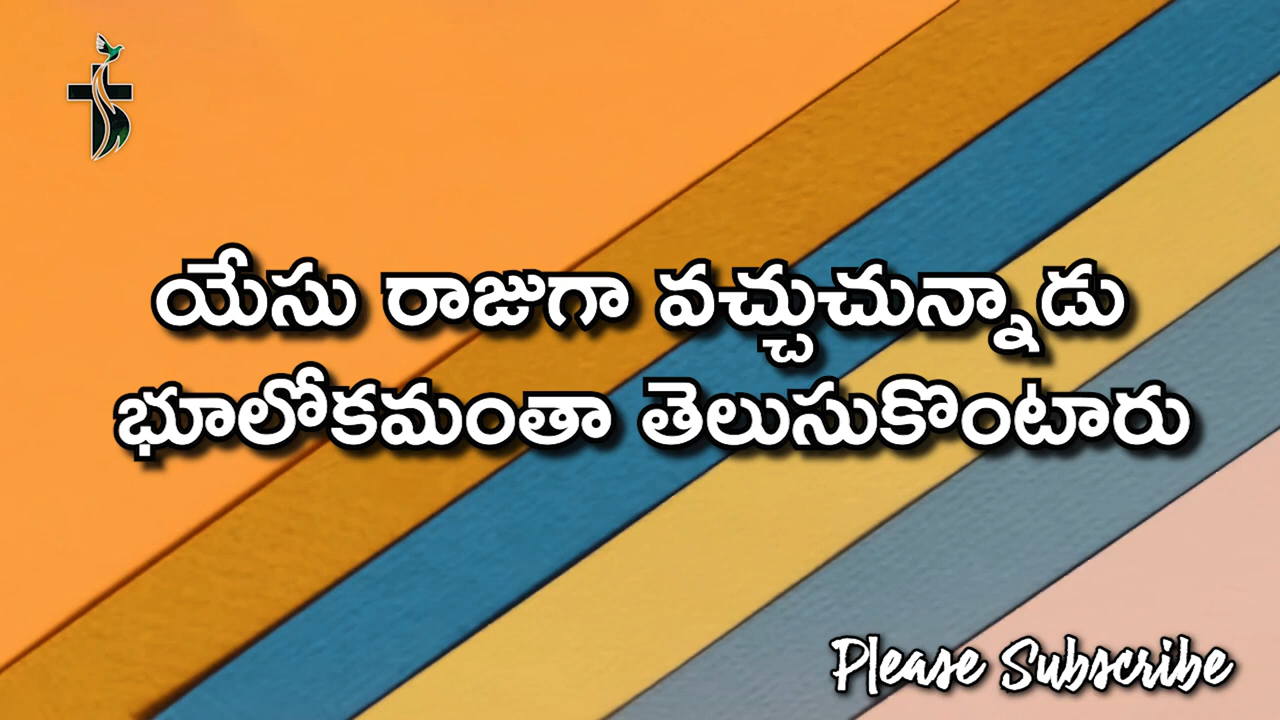 యేసు రాజుగా వచ్చుచున్నాడు
భూలోకమంతా తెలుసుకొంటారు
Please Subscribe